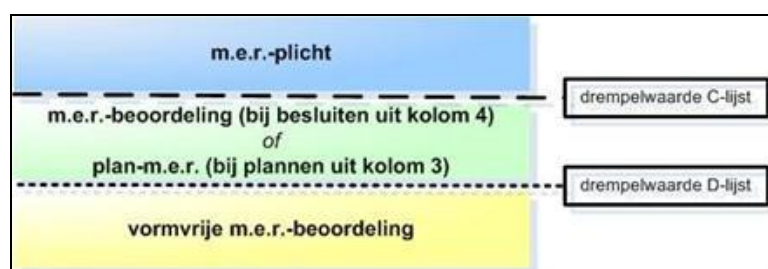 m.e.r.-plicht
drempelwaarde C-lijst
m.e.r.-beoordeling (bij besluiten uit kolom 4)
of
plan-m.e.r. (bij plannen uit kolom 3)
drempelwaarde D-lijst
vormvrije m.e.r.-beoordeling